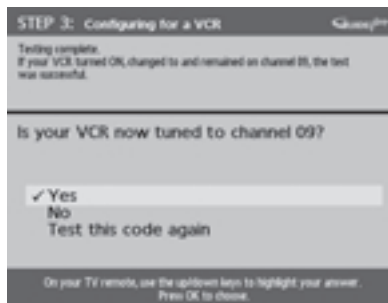 STEP 3: Configuring for a VCR
Testing complete.
If your VCR turned ON, changed to and remained on channel 09, the test
was successful.
Is your VCR now tuned to channel 09?
✓ Yes
No
Test this code again
On your TV remote, use the up/down keys to highlight your answer.
Press OK to choose.